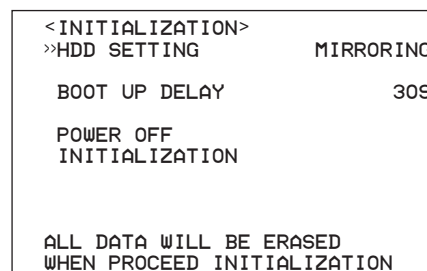 <INITIALIZATION>
»HDD SETTING MIRRORING
BOOT UP DELAY 30S
POWER OFF
INITIALIZATION
ALL DATA WILL BE ERASED
WHEN PROCEED INITIALIZATION